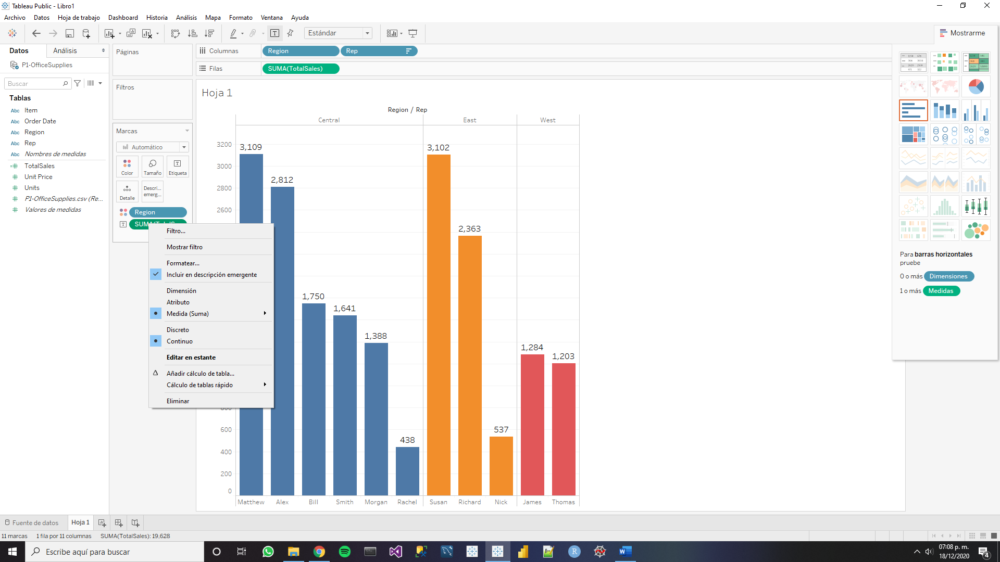 Tableau Public - Libro1
Archivo Datos Hoja de trabajo Dashboard Historia Análisis Mapa Formato Ventana Ayuda
Estándar
Mostrarme
Datos Análisis
P1-OfficeSupplies
Buscar
Tablas
Abc Item
Abc Order Date
Abc Region
Abc Rep
Abc Nombres de medidas
TotalSales
Unit Price
Units
P1-OfficeSupplies.csv (Re...
Valores de medidas
Páginas
Filtros
Marcas
Automático
Color Tamaño Etiqueta
Detalle Descri... emerg...
Region
Filtro...
Mostrar filtro
Formatear...
Incluir en descripción emergente
Dimensión
Atributo
Medida (Suma)
Discreto
Continuo
Editar en estante
Añadir cálculo de tabla...
Cálculo de tablas rápido
Eliminar
Columnas Region Rep
Filas SUMA(TotalSales)
Hoja 1
Region / Rep
Central East West
3200
3000
2800
2600
800
600
400
200
0
3,109 2,812 1,750 1,641 1,388 438 3,102 2,363 537 1,284 1,203
Matthew Alex Bill Smith Morgan Rachel Susan Richard Nick James Thomas
Para barras horizontales
pruebe
0 o más Dimensiones
1 o más Medidas
Fuente de datos Hoja 1
11 marcas 1 fila por 11 columnas SUMA(TotalSales): 19,628
Escribe aquí para buscar
07:08 p. m.
18/12/2020
4